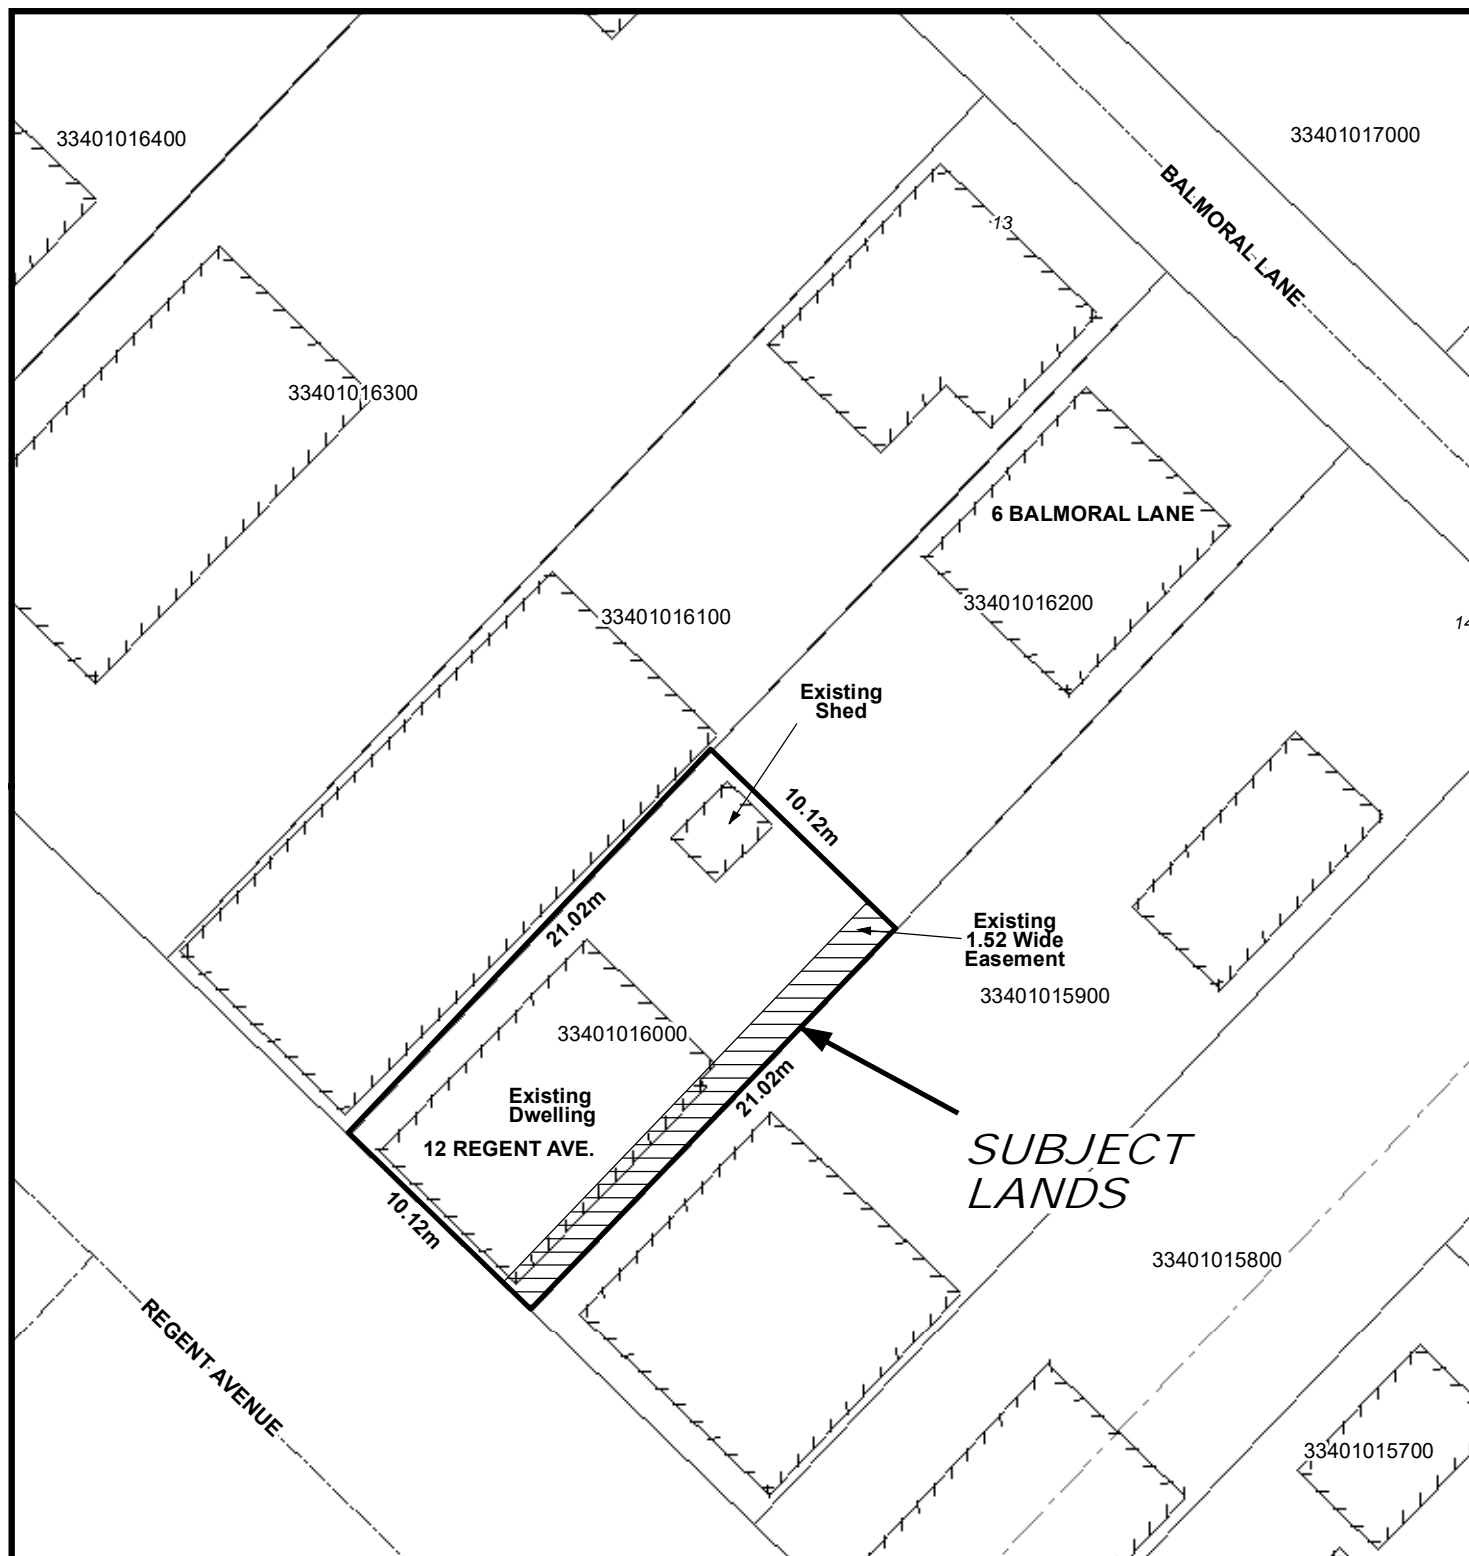 33401016400
33401017000
BALMORAL LANE
13
33401016300
6 BALMORAL LANE
33401016200
33401016100
14
Existing
Shed
10.12m
21.02m
Existing
1.52 Wide
Easement
33401015900
33401016000
Existing
Dwelling
12 REGENT AVE.
21.02m
SUBJECT
LANDS
10.12m
33401015800
REGENT AVENUE
33401015700